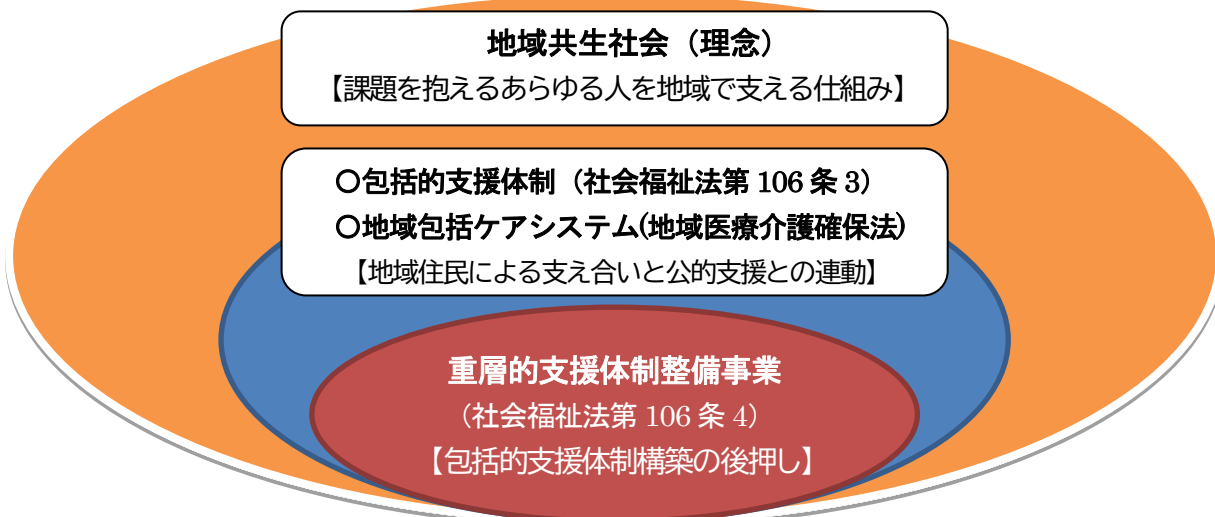 地域共生社会（理念）
【課題を抱えるあらゆる人を地域で支える仕組み】
〇包括的支援体制（社会福祉法第 106 条 3）
〇地域包括ケアシステム(地域医療介護確保法)
【地域住民による支え合いと公的支援との連動】
重層的支援体制整備事業
（社会福祉法第 106 条 4）
【包括的支援体制構築の後押し】